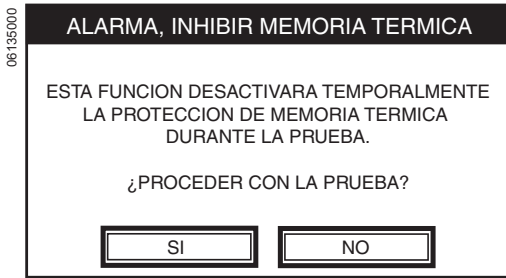 06135000
ALARMA, INHIBIR MEMORIA TERMICA
ESTA FUNCION DESACTIVARA TEMPORALMENTE
LA PROTECCION DE MEMORIA TERMICA
DURANTE LA PRUEBA.
¿PROCEDER CON LA PRUEBA?
SI
NO